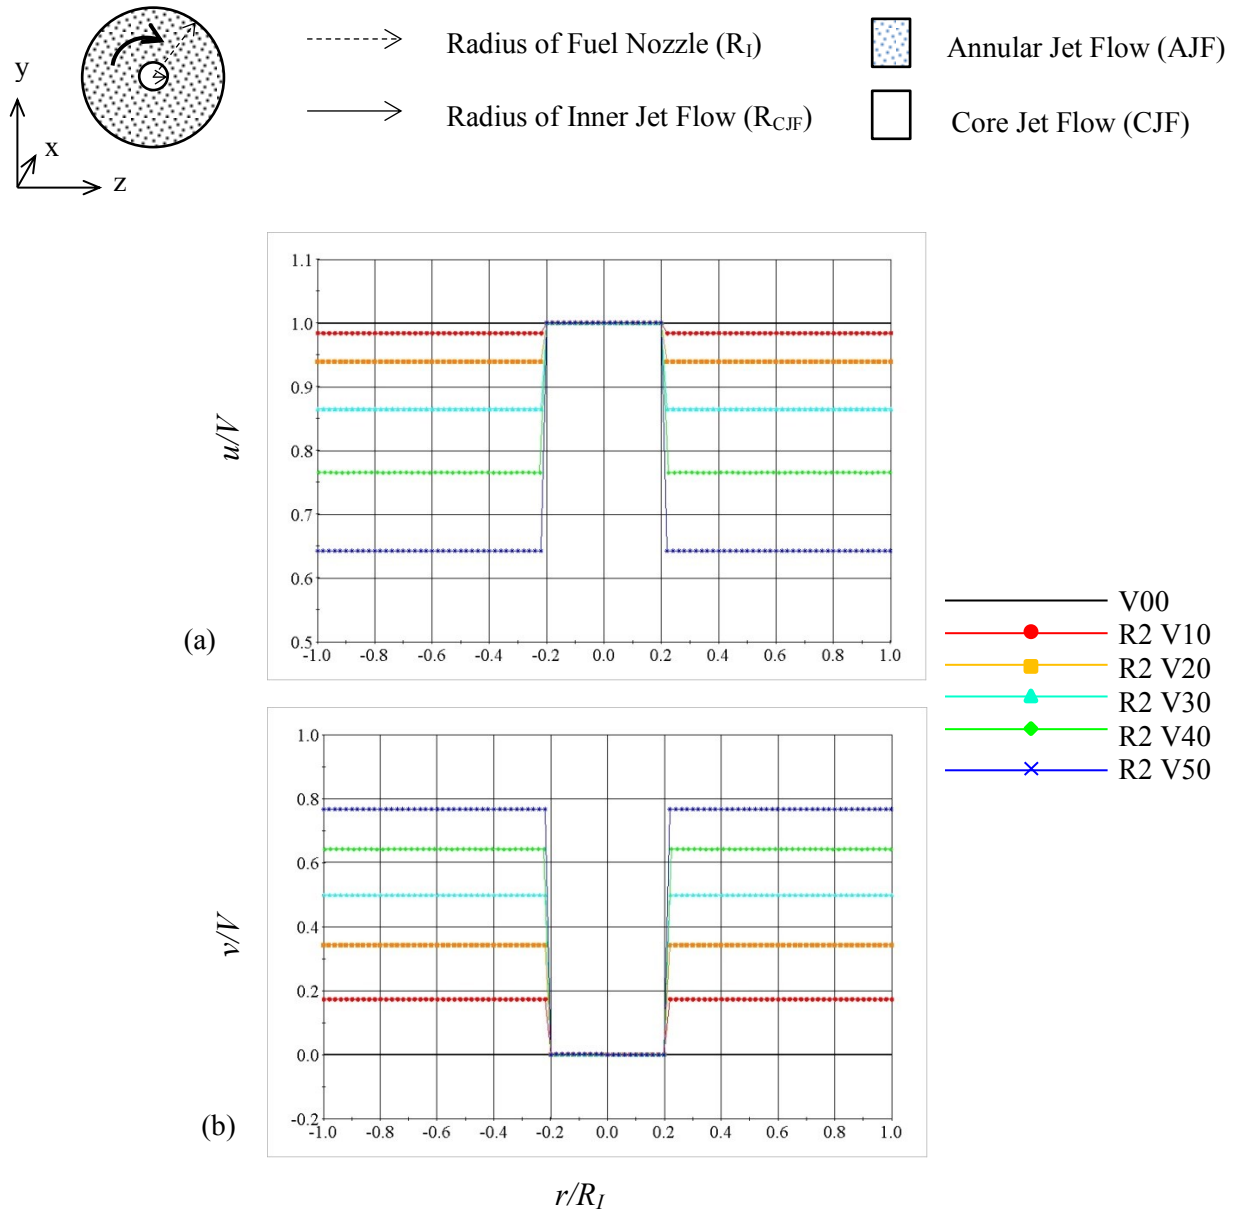 y
x
z
Radius of Fuel Nozzle (R_I)
Radius of Inner Jet Flow (R_CJF)
Annular Jet Flow (AJF)
Core Jet Flow (CJF)
1.1
1.0
0.9
0.8
0.7
0.6
0.5
u/V
(a)
-1.0 -0.8 -0.6 -0.4 -0.2 0.0 0.2 0.4 0.6 0.8 1.0
V00
R2 V10
R2 V20
R2 V30
R2 V40
R2 V50
1.0
0.8
0.6
0.4
0.2
0.0
-0.2
v/V
(b)
-1.0 -0.8 -0.6 -0.4 -0.2 0.0 0.2 0.4 0.6 0.8 1.0
r/R_I